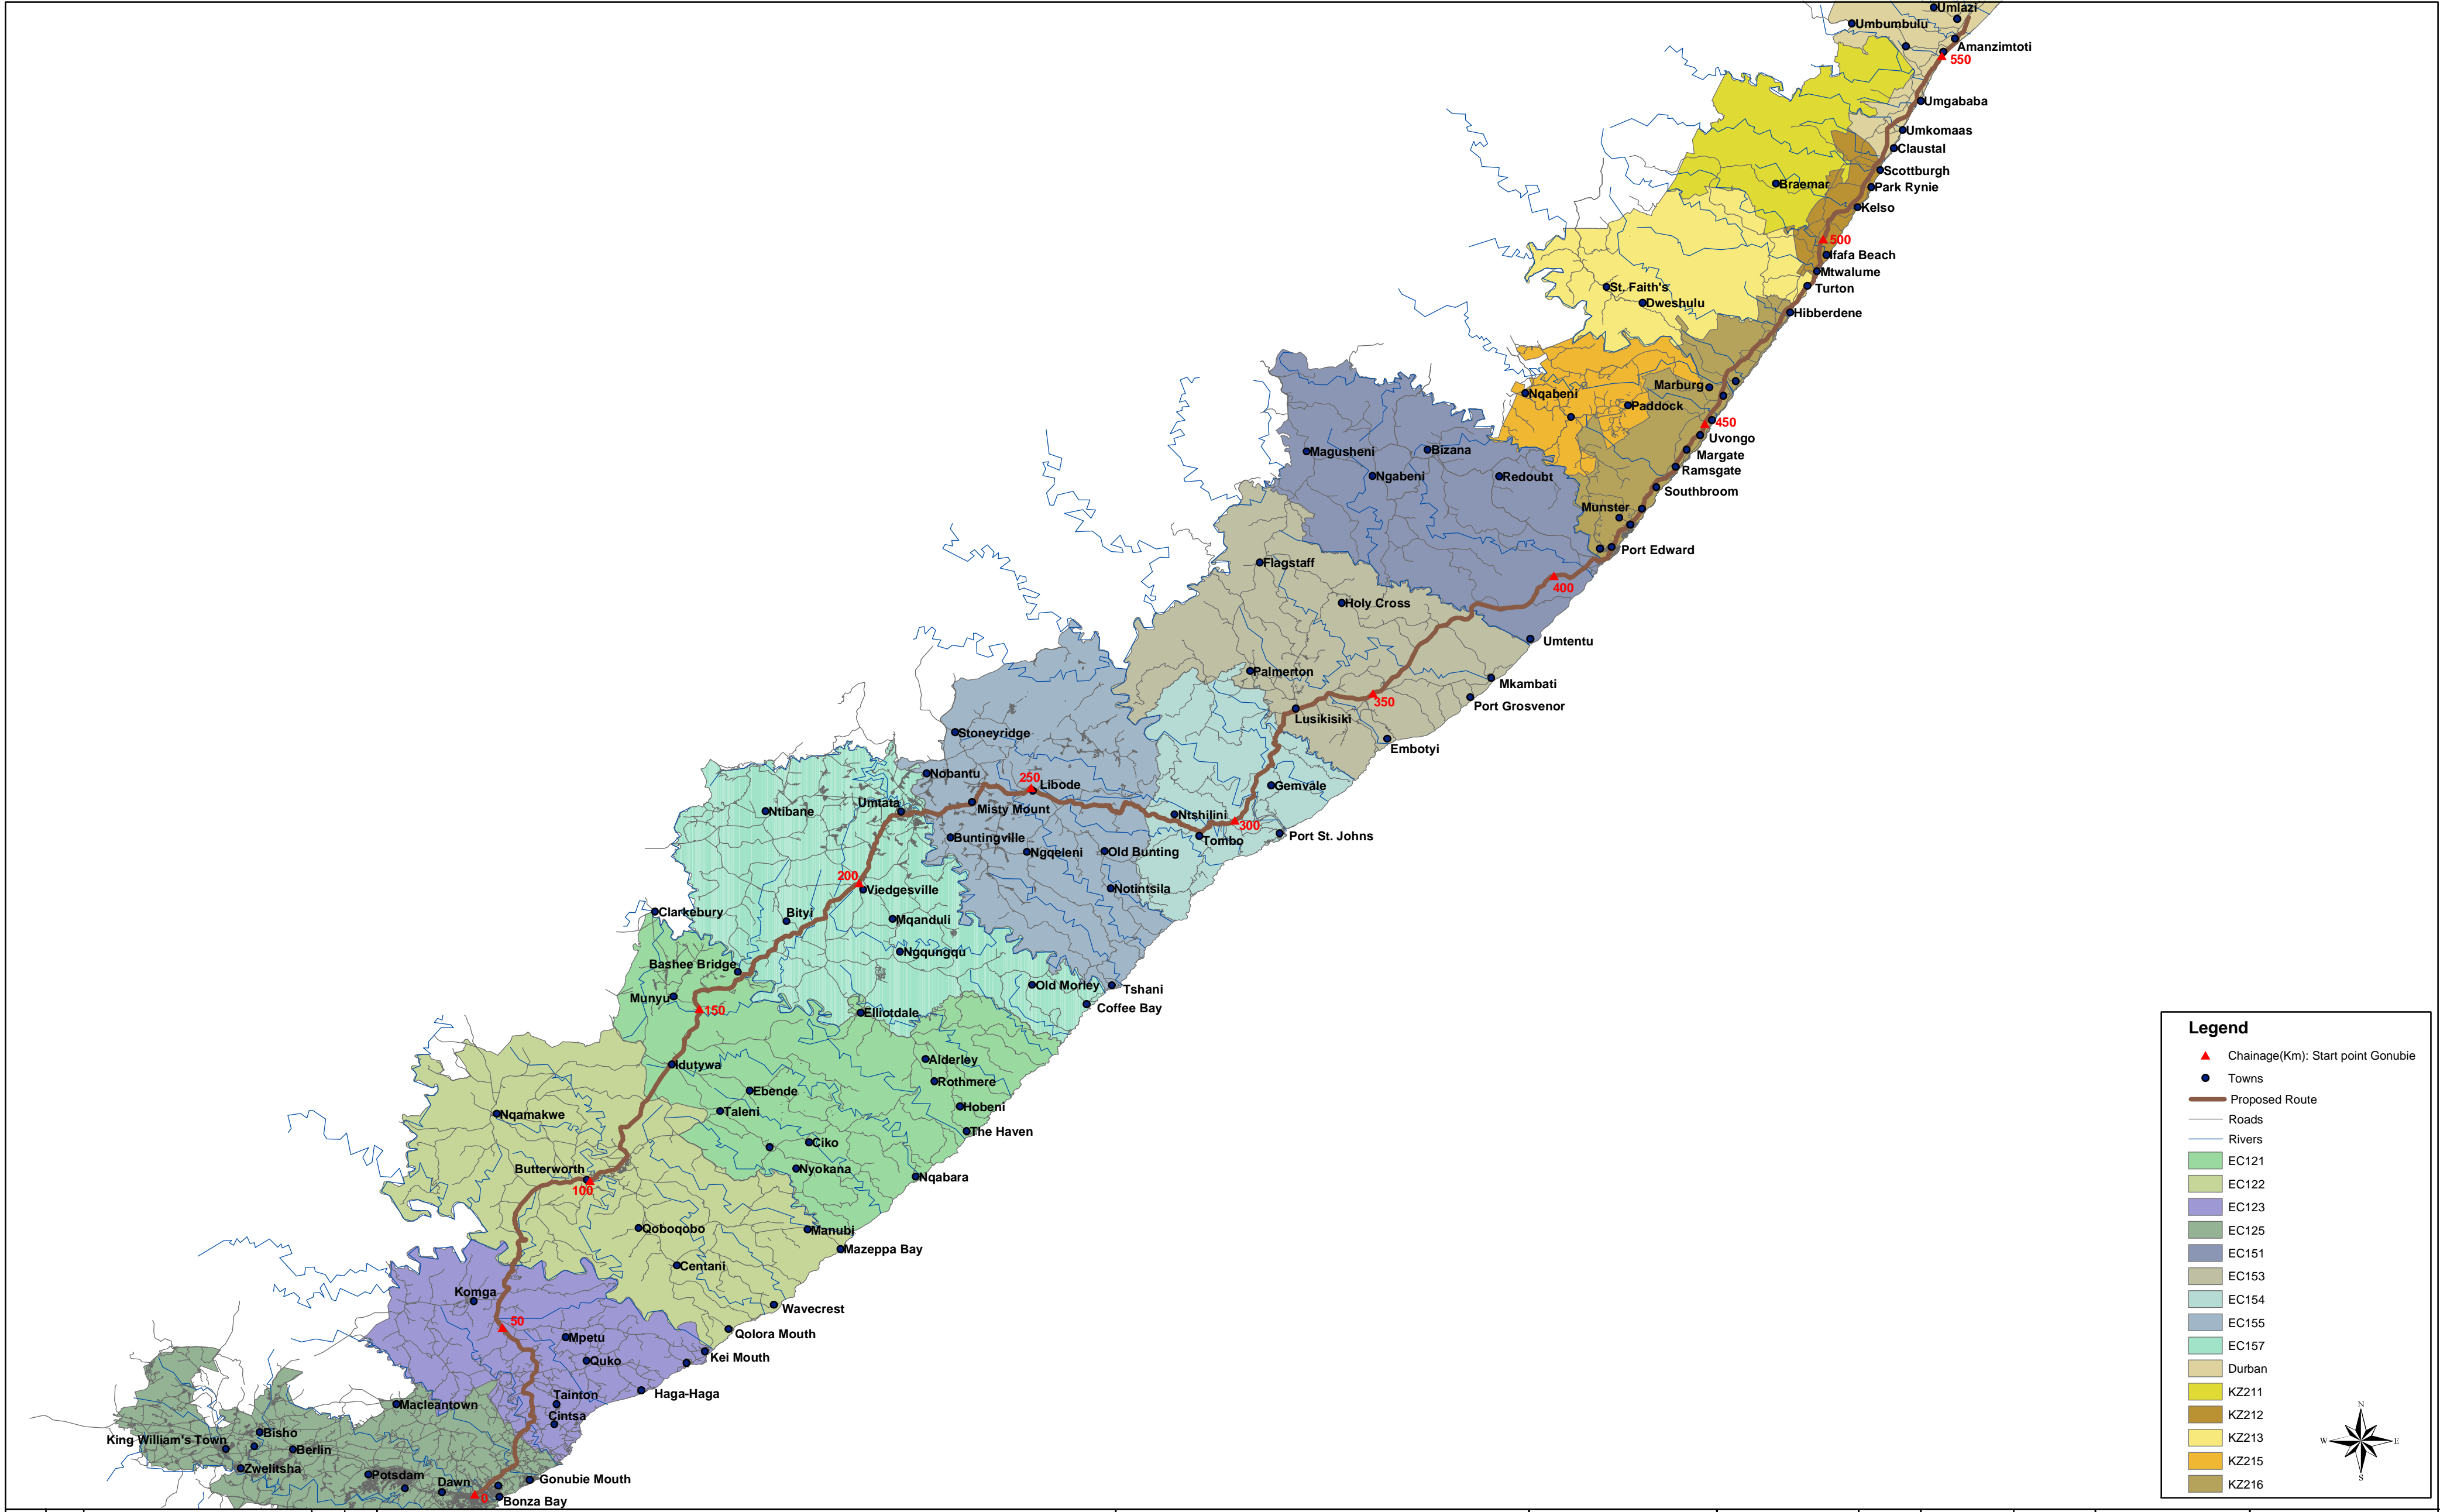 Umlazi
Umbumbulu
Amanzimtoti
550
Umgababa
Umkomaas
Claustal
Scottburgh
Braemar
Park Rynie
Kelso
500
Ifafa Beach
Mtwalume
St. Faith's
Turton
Dweshulu
Hibberdene
Marburg
Nqabeni
Paddock
450
Uvongo
Magusheni
Bizana
Margate
Ramsgate
Ngabeni
Redoubt
Southbroom
Munster
Port Edward
Flagstaff
400
Holy Cross
Umtentu
Palmerton
Mkambati
350
Port Grosvenor
Lusikisiki
Stoneyridge
Embotyi
Nobantu
250
Libode
Gemvale
Umtata
Ntibane
Misty Mount
Ntshilini
300
Buntingville
Tombo
Port St. Johns
Ngqeleni
Old Bunting
200
Viedgesville
Notintsila
Clarkebury
Bityi
Mqanduli
Ngqungqu
Bashee Bridge
Old Morley
Tshani
Munyu
150
Elliotdale
Coffee Bay
Idutywa
Alderley
Rothmere
Ebende
Hobeni
Taleni
Nqamakwe
The Haven
Ciko
Butterworth
Nyokana
Nqabara
100
Qoboqobo
Manubi
Mazeppa Bay
Centani
Komga
Wavecrest
50
Qolora Mouth
Mpetu
Kei Mouth
Quko
Haga-Haga
Tainton
Macleantown
Cintsa
Bisho
King William's Town
Berlin
Zwelitsha
Potsdam
Dawn
Gonubie Mouth
0
Bonza Bay
Legend
Chainage(Km): Start point Gonubie
Towns
Proposed Route
Roads
Rivers
EC121
EC122
EC123
EC125
EC151
EC153
EC154
EC155
EC157
Durban
KZ211
KZ212
KZ213
KZ215
KZ216
N
W E
S